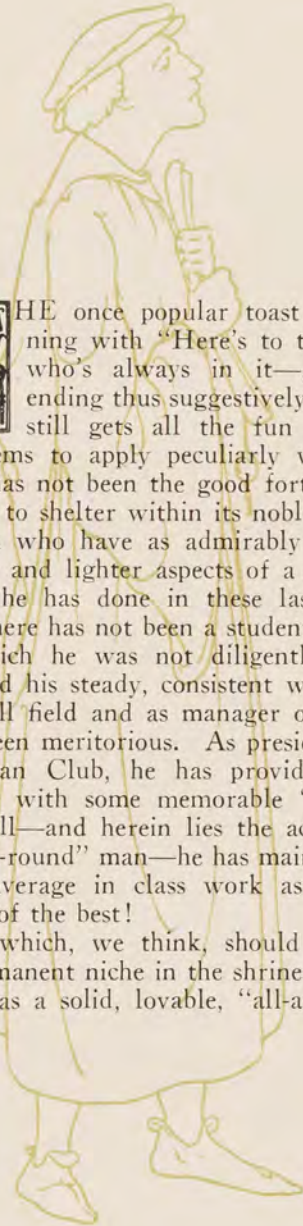 THE once popular toast
ning with "Here's to t
who's always in it—
ending thus suggestively
still gets all the fun
ms to apply peculiarly
as not been the good fort
to shelter within its nobl
who have as admirably
and lighter aspects of a
he has done in these las
here has not been a studen
ich he was not diligentl
d his steady, consistent w
ll field and as manager o
een meritorious. As presi
an Club, he has provid
with some memorable "
ll—and herein lies the ac
-round" man—he has mai
verage in class work as
of the best!
which, we think, should
manent niche in the shrine
as a solid, lovable, "all-a